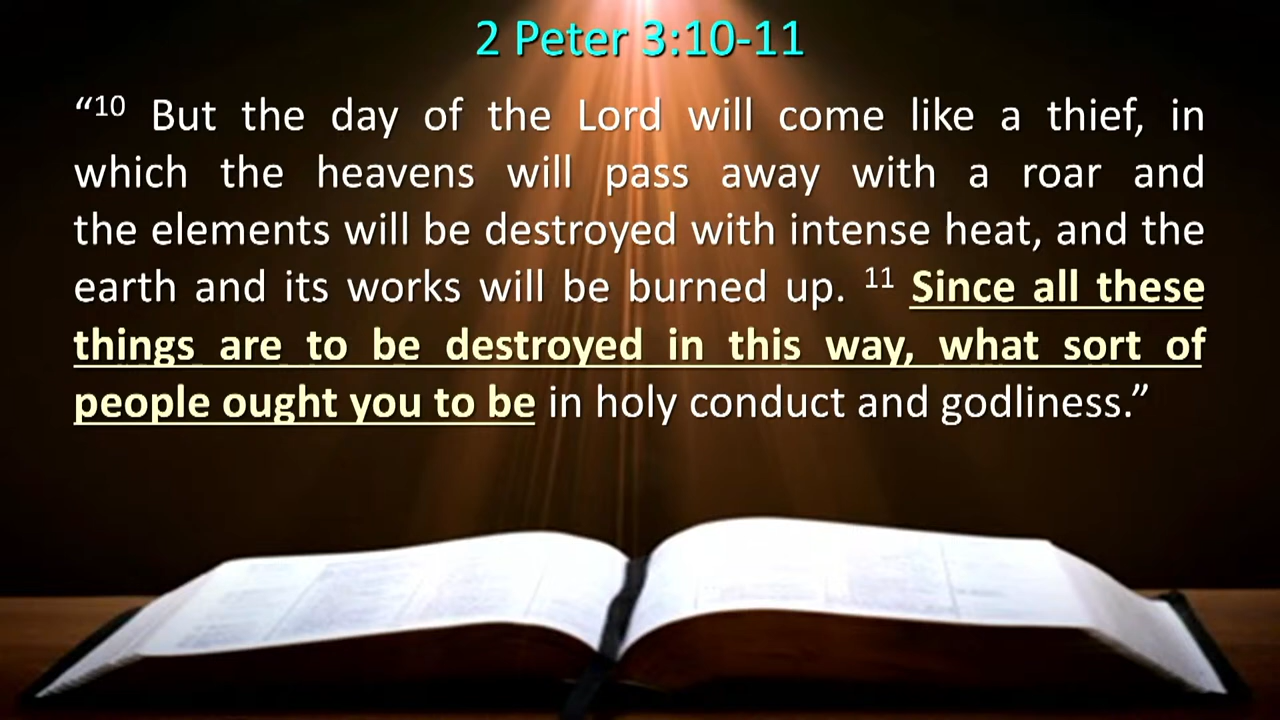 2 Peter 3:10-11
“10 But the day of the Lord will come like a thief, in
which the heavens will pass away with a roar and
the elements will be destroyed with intense heat, and the
earth and its works will be burned up. 11 Since all these
things are to be destroyed in this way, what sort of
people ought you to be in holy conduct and godliness.”